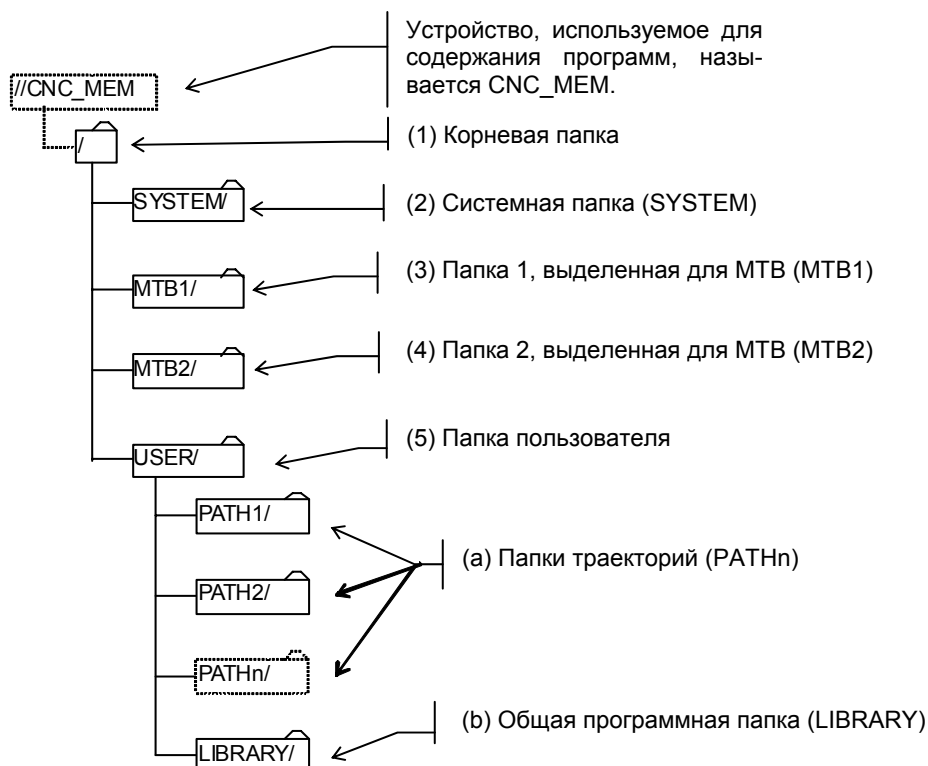 Устройство, используемое для
содержания программ, назы-
вается CNC_MEM.
//CNC_MEM
/
(1) Корневая папка
SYSTEM/
(2) Системная папка (SYSTEM)
MTB1/
(3) Папка 1, выделенная для MTB (MTB1)
MTB2/
(4) Папка 2, выделенная для MTB (MTB2)
USER/
(5) Папка пользователя
PATH1/
(a) Папки траекторий (PATHn)
PATH2/
PATHn/
(b) Общая программная папка (LIBRARY)
LIBRARY/